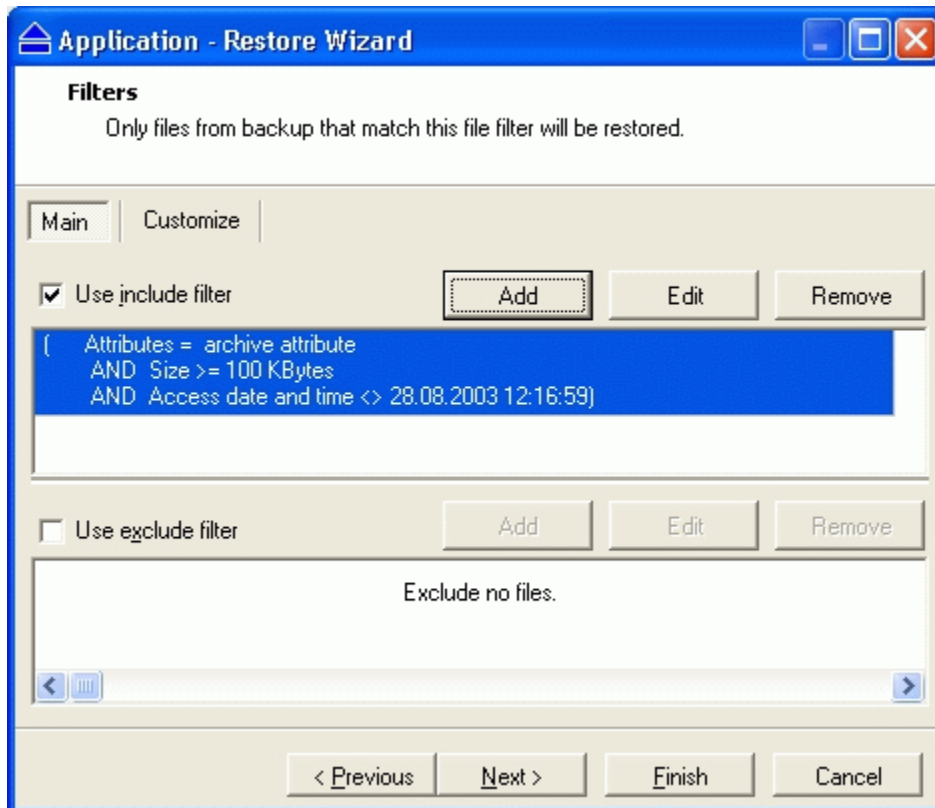 Application - Restore Wizard
Filters
Only files from backup that match this file filter will be restored.
Main Customize
Use include filter Add Edit Remove
( Attributes = archive attribute
AND Size >= 100 KBytes
AND Access date and time <> 28.08.2003 12:16:59)
Use exclude filter Add Edit Remove
Exclude no files.
< Previous Next > Finish Cancel